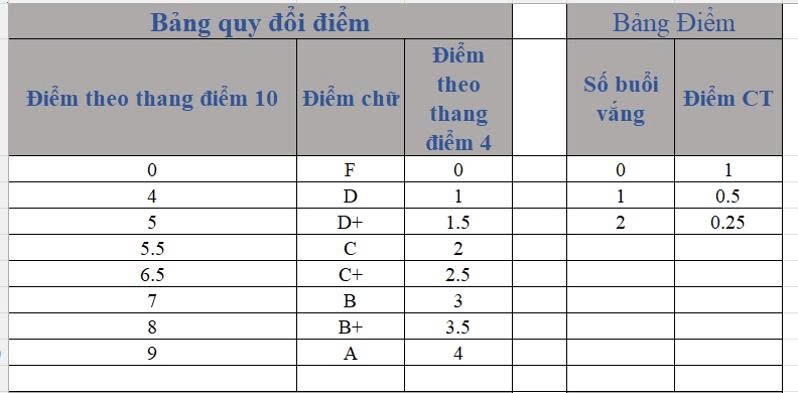 Bảng quy đổi điểm
Bảng Điểm
Điểm theo thang điểm 10
Điểm chữ
Điểm
theo
thang
điểm 4
Số buổi
vắng
Điểm CT
0 F 0 0 1
4 D 1 1 0.5
5 D+ 1.5 2 0.25
5.5 C 2
6.5 C+ 2.5
7 B 3
8 B+ 3.5
9 A 4